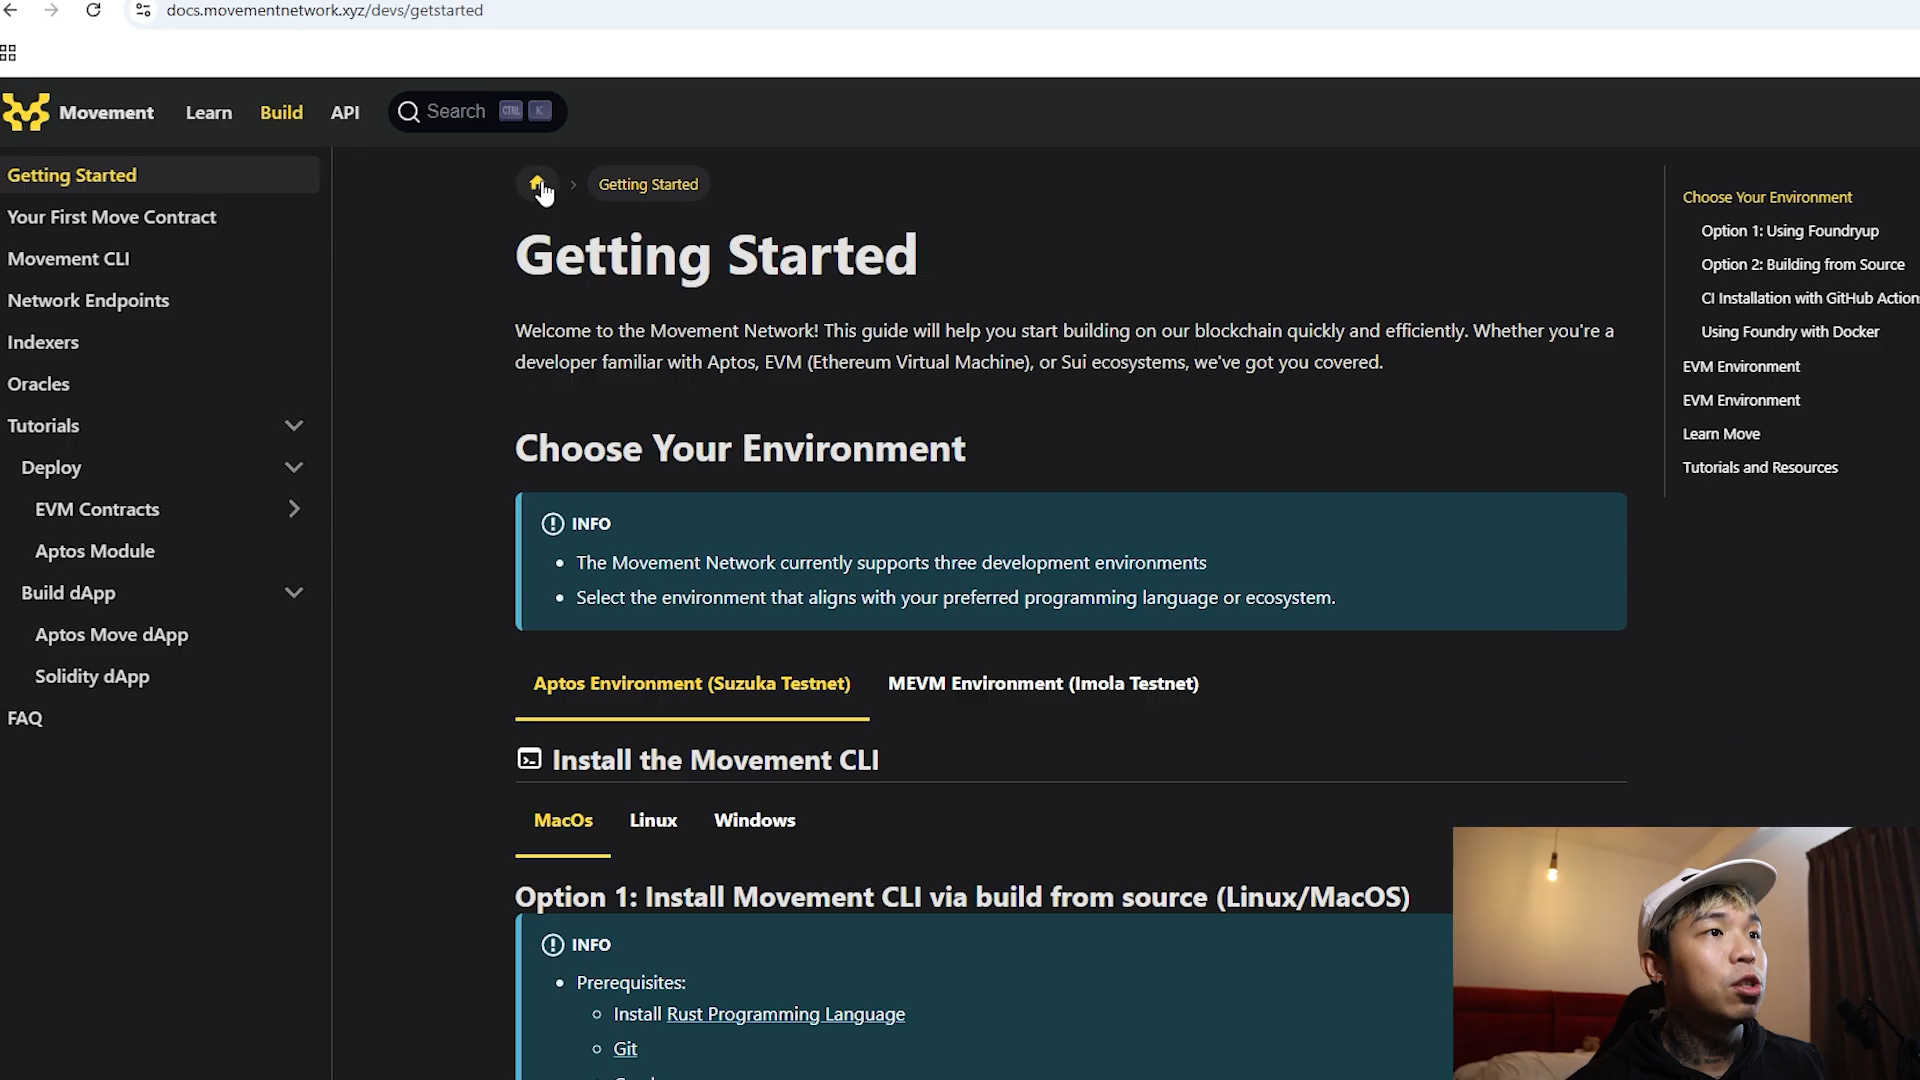 docs.movementnetwork.xyz/devs/getstarted
Movement
Learn
Build
API
Search
CTRL
K
Getting Started
Your First Move Contract
Movement CLI
Network Endpoints
Indexers
Oracles
Tutorials
Deploy
EVM Contracts
Aptos Module
Build dApp
Aptos Move dApp
Solidity dApp
FAQ
Getting Started
Getting Started
Welcome to the Movement Network! This guide will help you start building on our blockchain quickly and efficiently. Whether you're a
developer familiar with Aptos, EVM (Ethereum Virtual Machine), or Sui ecosystems, we've got you covered.
Choose Your Environment
INFO
The Movement Network currently supports three development environments
Select the environment that aligns with your preferred programming language or ecosystem.
Aptos Environment (Suzuka Testnet)
MEVM Environment (Imola Testnet)
Install the Movement CLI
MacOs
Linux
Windows
Option 1: Install Movement CLI via build from source (Linux/MacOS)
INFO
Prerequisites:
Install Rust Programming Language
Git
Choose Your Environment
Option 1: Using Foundryup
Option 2: Building from Source
CI Installation with GitHub Action
Using Foundry with Docker
EVM Environment
EVM Environment
Learn Move
Tutorials and Resources